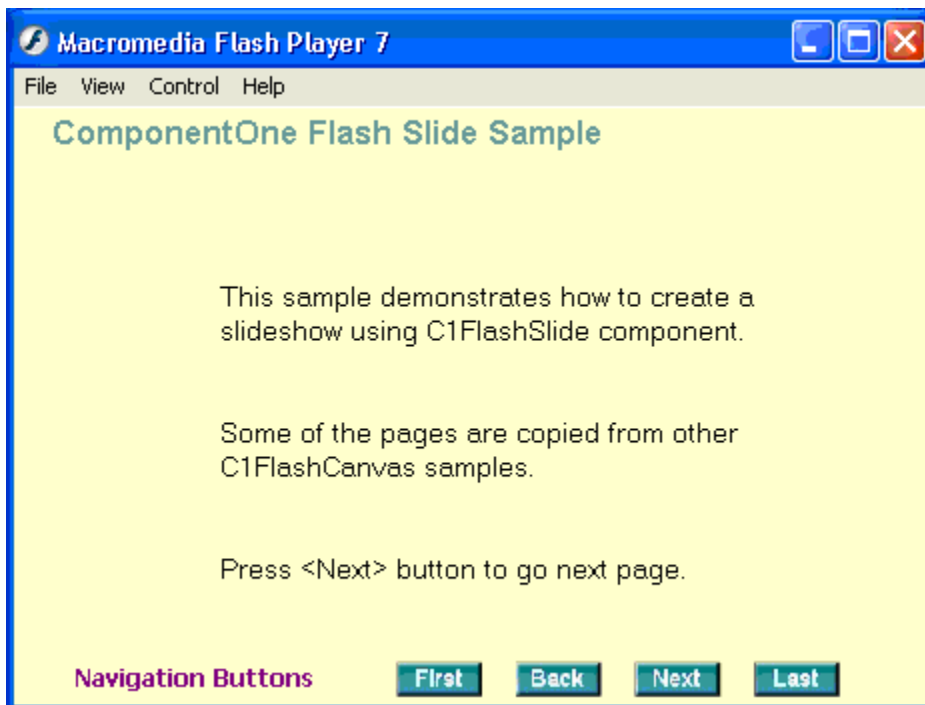 Macromedia Flash Player 7
File View Control Help
ComponentOne Flash Slide Sample
This sample demonstrates how to create a
slideshow using C1FlashSlide component.
Some of the pages are copied from other
C1FlashCanvas samples.
Press <Next> button to go next page.
Navigation Buttons First Back Next Last